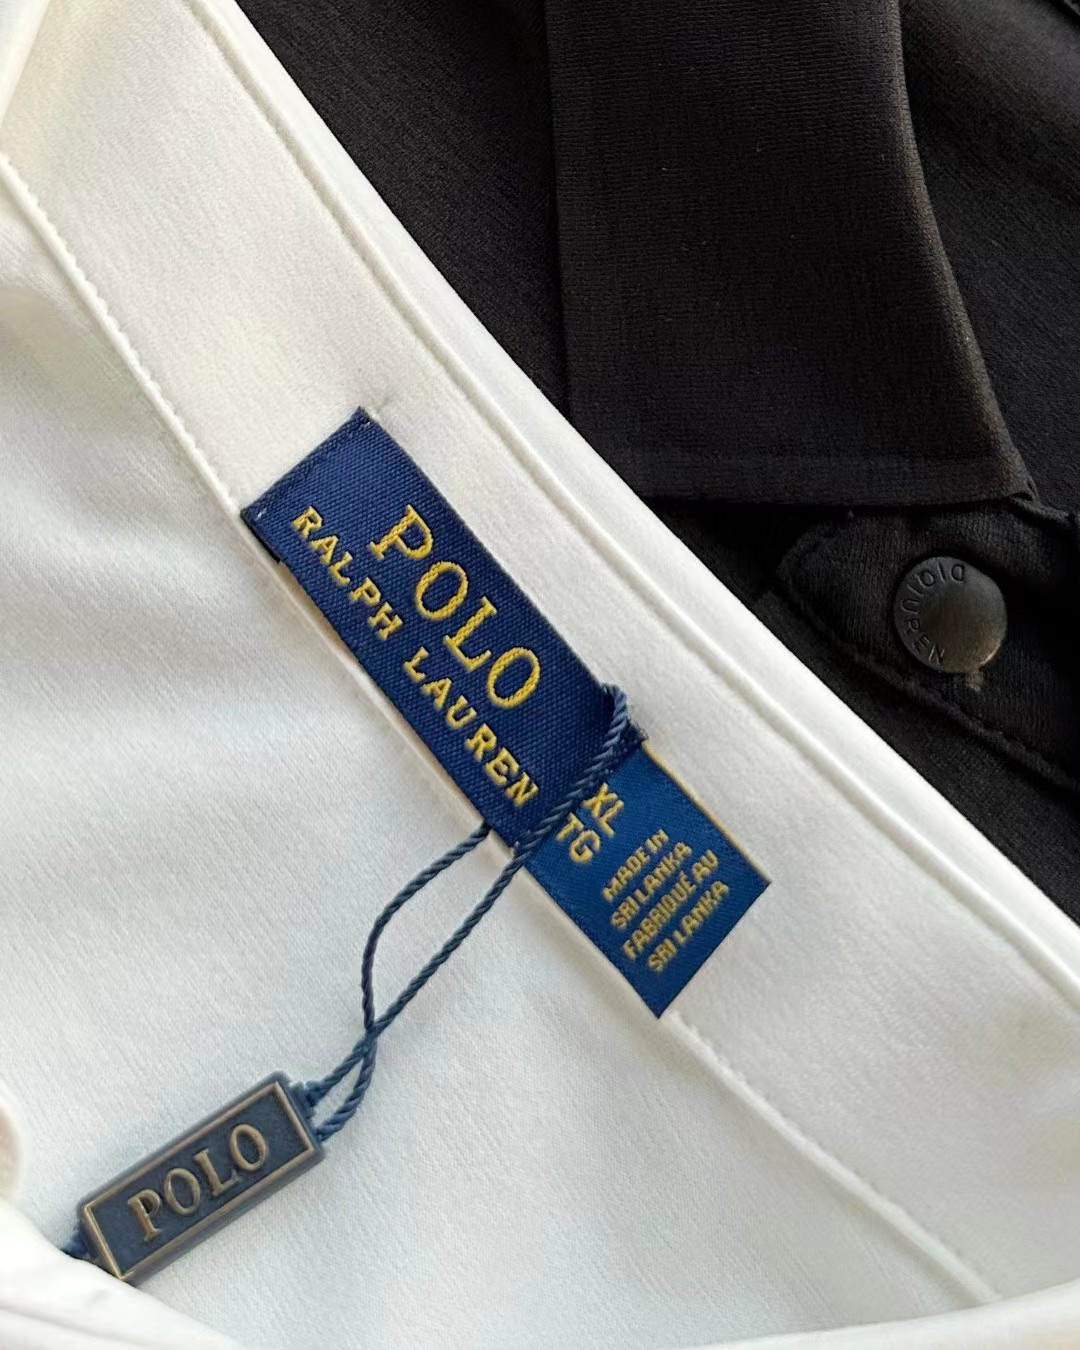 POLO
RALPH LAUREN
XL
TG
MADE IN
SRI LANKA
FABRIQUÉ AU
SRI LANKA
POLO